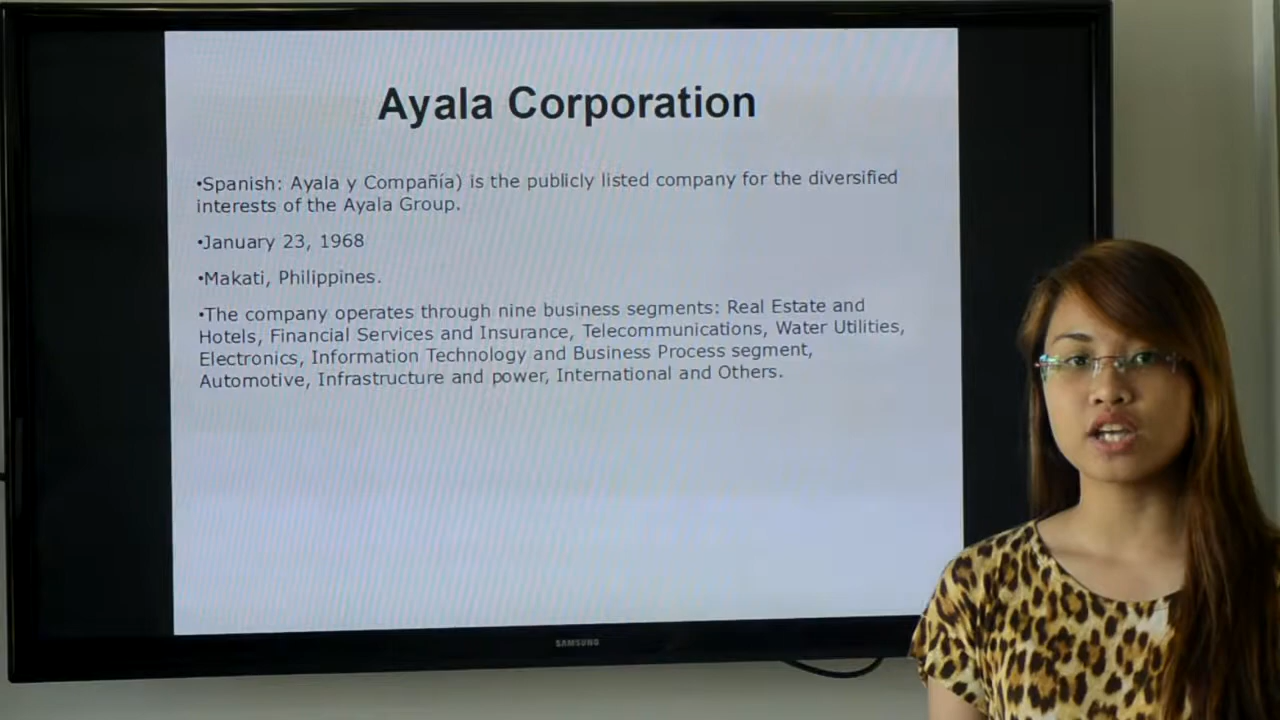 Ayala Corporation
•Spanish: Ayala y Compañía) is the publicly listed company for the diversified
interests of the Ayala Group.
•January 23, 1968
•Makati, Philippines.
•The company operates through nine business segments: Real Estate and
Hotels, Financial Services and Insurance, Telecommunications, Water Utilities,
Electronics, Information Technology and Business Process segment,
Automotive, Infrastructure and power, International and Others.
SAMSUNG